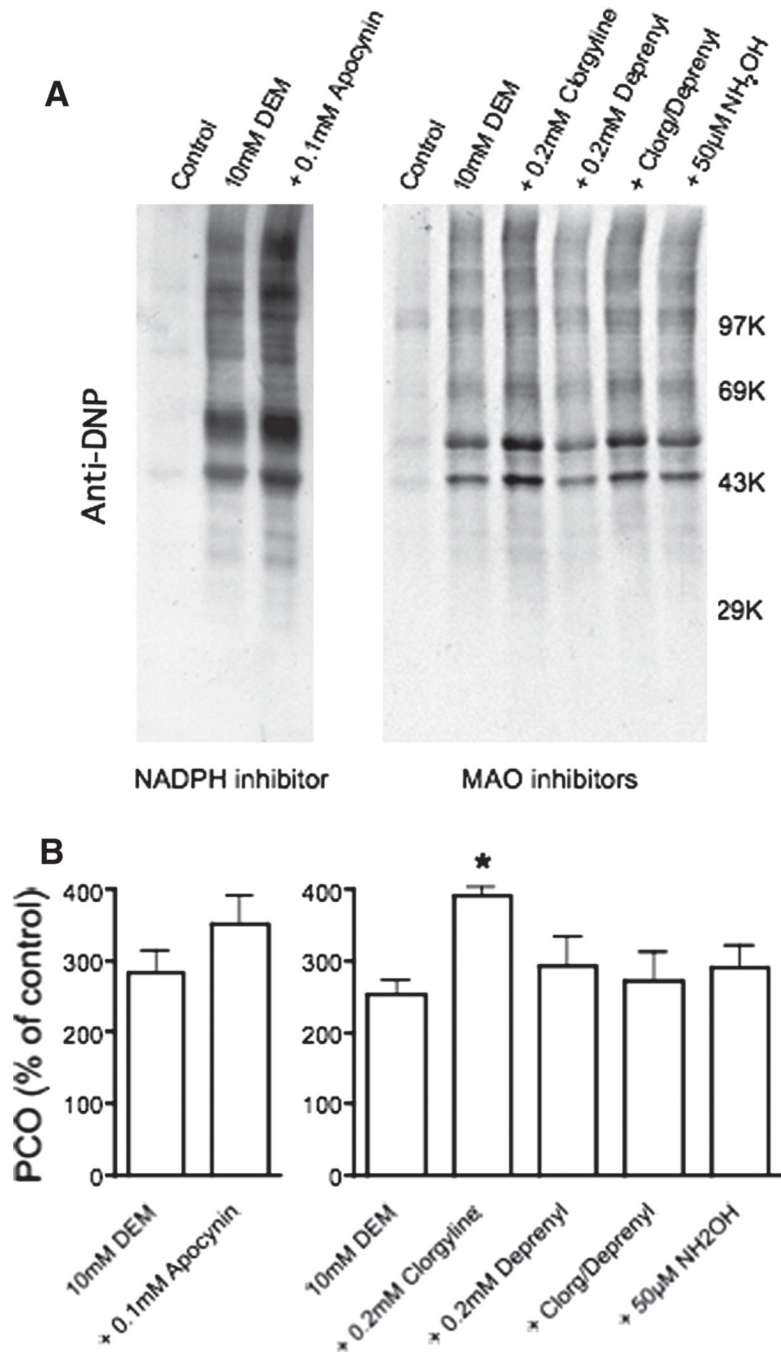 A
Control
10mM DEM
+ 0.1mM Apocynin
Control
10mM DEM
+ 0.2mM Clorgyline
+ 0.2mM Deprenyl
+ Clorg/Deprenyl
+ 50µM NH₂OH
Anti-DNP
97K
69K
43K
29K
NADPH inhibitor
MAO inhibitors
B
PCO (% of control)
400
300
200
100
0
400
300
200
100
0
*
10mM DEM
+ 0.1mM Apocynin
10mM DEM
+ 0.2mM Clorgyline
+ 0.2mM Deprenyl
+ Clorg/Deprenyl
+ 50µM NH2OH